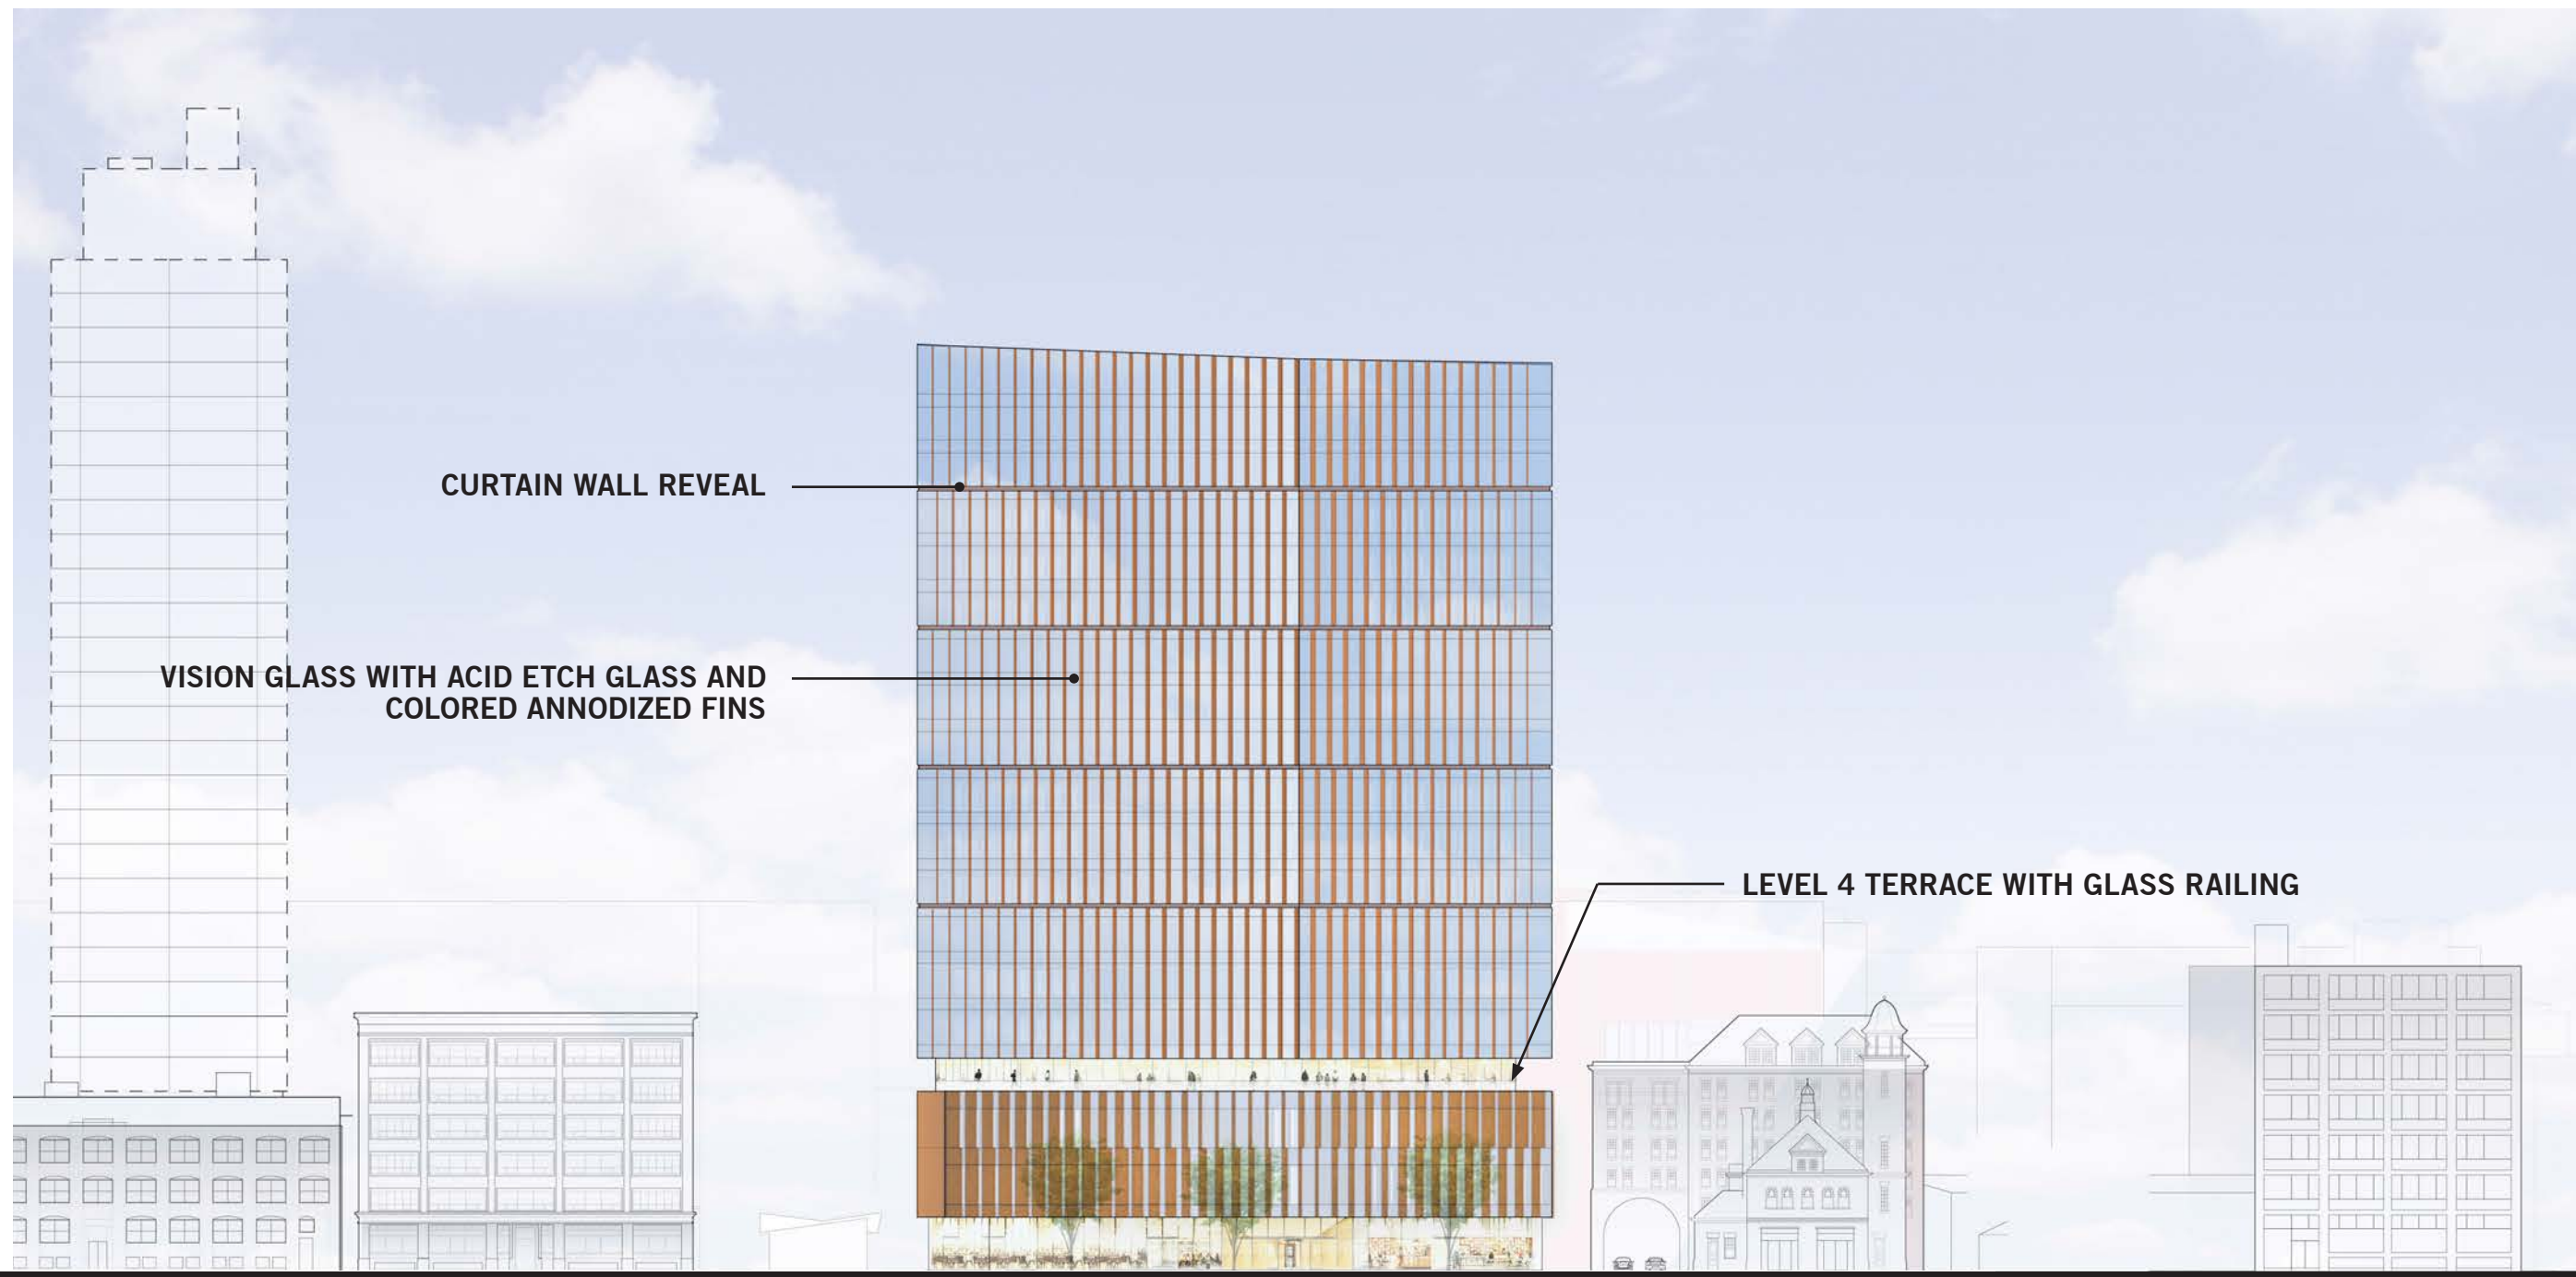 CURTAIN WALL REVEAL
VISION GLASS WITH ACID ETCH GLASS AND
COLORED ANNODIZED FINS
LEVEL 4 TERRACE WITH GLASS RAILING